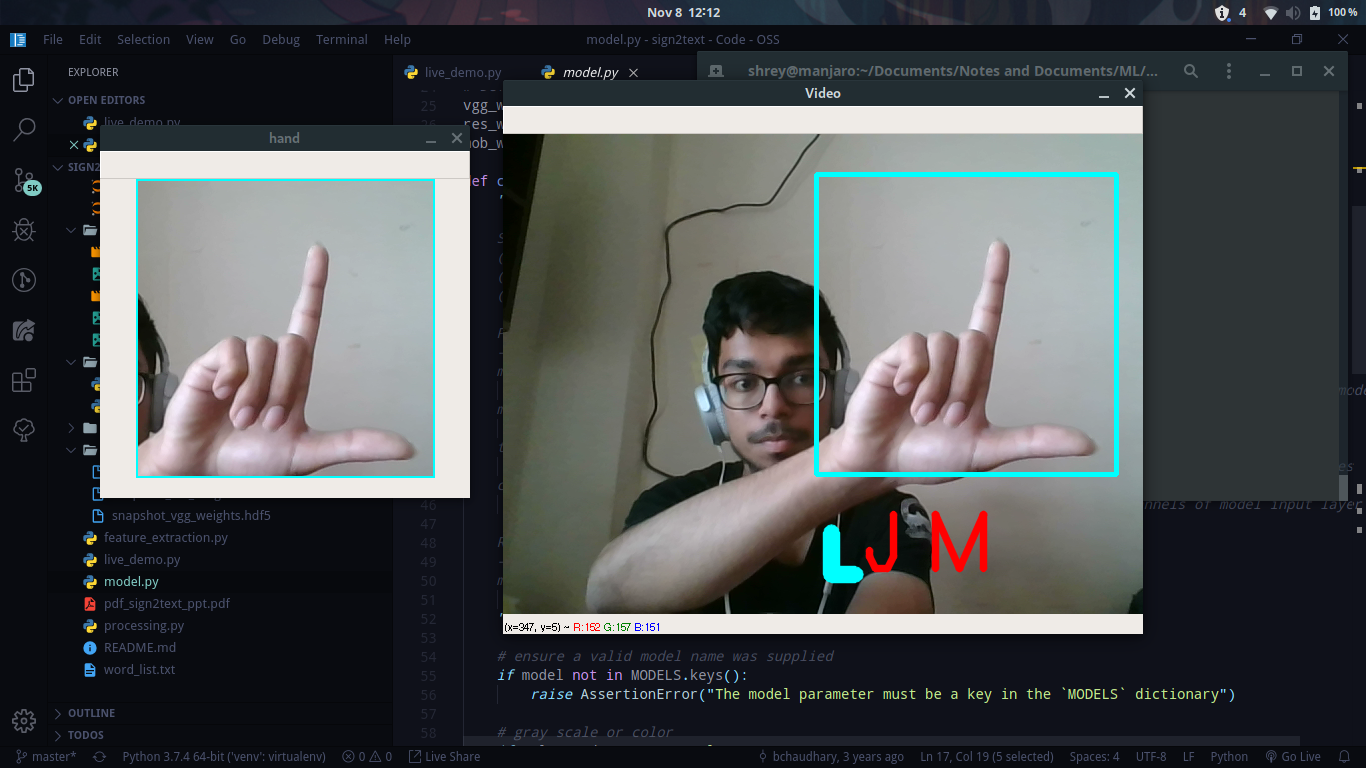 Nov 8 12:12
4
100 %
File Edit Selection View Go Debug Terminal Help
model.py - sign2text - Code - OSS
EXPLORER
live_demo.py
model.py
shrey@manjaro:~/Documents/Notes and Documents/ML/...
OPEN EDITORS
live_demo.py
Video
hand
SIGN2
5K
25
vgg_w
res_w
46
nnels of model input layer
snapshot_vgg_weights.hdf5
47
feature_extraction.py
48
live_demo.py
49
model.py
50
pdf_sign2text_ppt.pdf
51
processing.py
52
L J M
(x=347, y=5) ~ R:152 G:157 B:151
README.md
53
word_list.txt
54 # ensure a valid model name was supplied
55 if model not in MODELS.keys():
56 raise AssertionError("The model parameter must be a key in the `MODELS` dictionary")
57
OUTLINE
58 # gray scale or color
TODOS
master*
Python 3.7.4 64-bit ('venv': virtualenv)
0 0
Live Share
bchaudhary, 3 years ago
Ln 17, Col 19 (5 selected)
Spaces: 4
UTF-8
LF
Python
Go Live